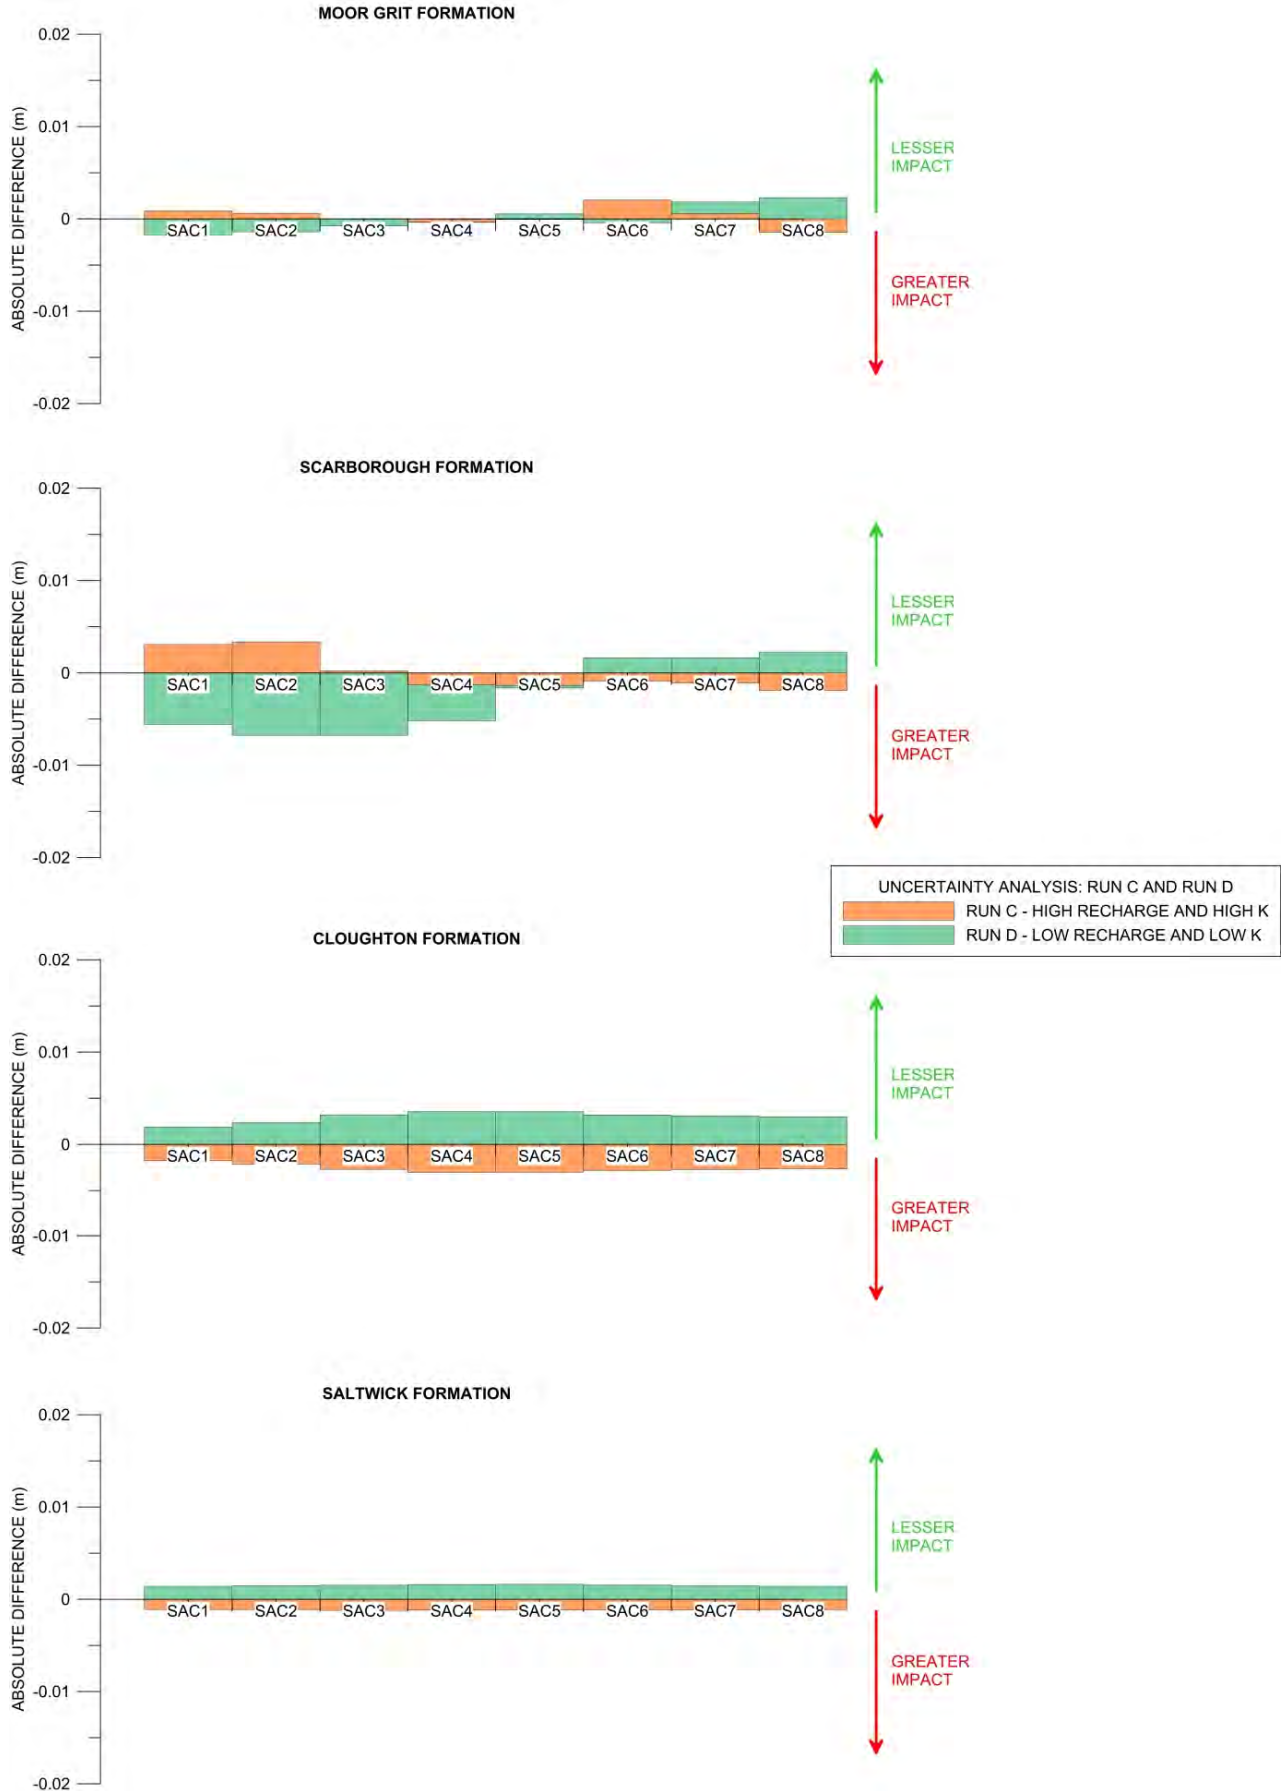 MOOR GRIT FORMATION
0.02
0.01
0
-0.01
-0.02
ABSOLUTE DIFFERENCE (m)
SAC1 SAC2 SAC3 SAC4 SAC5 SAC6 SAC7 SAC8
LESSER
IMPACT
GREATER
IMPACT
SCARBOROUGH FORMATION
0.02
0.01
0
-0.01
-0.02
ABSOLUTE DIFFERENCE (m)
SAC1 SAC2 SAC3 SAC4 SAC5 SAC6 SAC7 SAC8
LESSER
IMPACT
GREATER
IMPACT
UNCERTAINTY ANALYSIS: RUN C AND RUN D
RUN C - HIGH RECHARGE AND HIGH K
RUN D - LOW RECHARGE AND LOW K
CLOUGHTON FORMATION
0.02
0.01
0
-0.01
-0.02
ABSOLUTE DIFFERENCE (m)
SAC1 SAC2 SAC3 SAC4 SAC5 SAC6 SAC7 SAC8
LESSER
IMPACT
GREATER
IMPACT
SALTWICK FORMATION
0.02
0.01
0
-0.01
-0.02
ABSOLUTE DIFFERENCE (m)
SAC1 SAC2 SAC3 SAC4 SAC5 SAC6 SAC7 SAC8
LESSER
IMPACT
GREATER
IMPACT